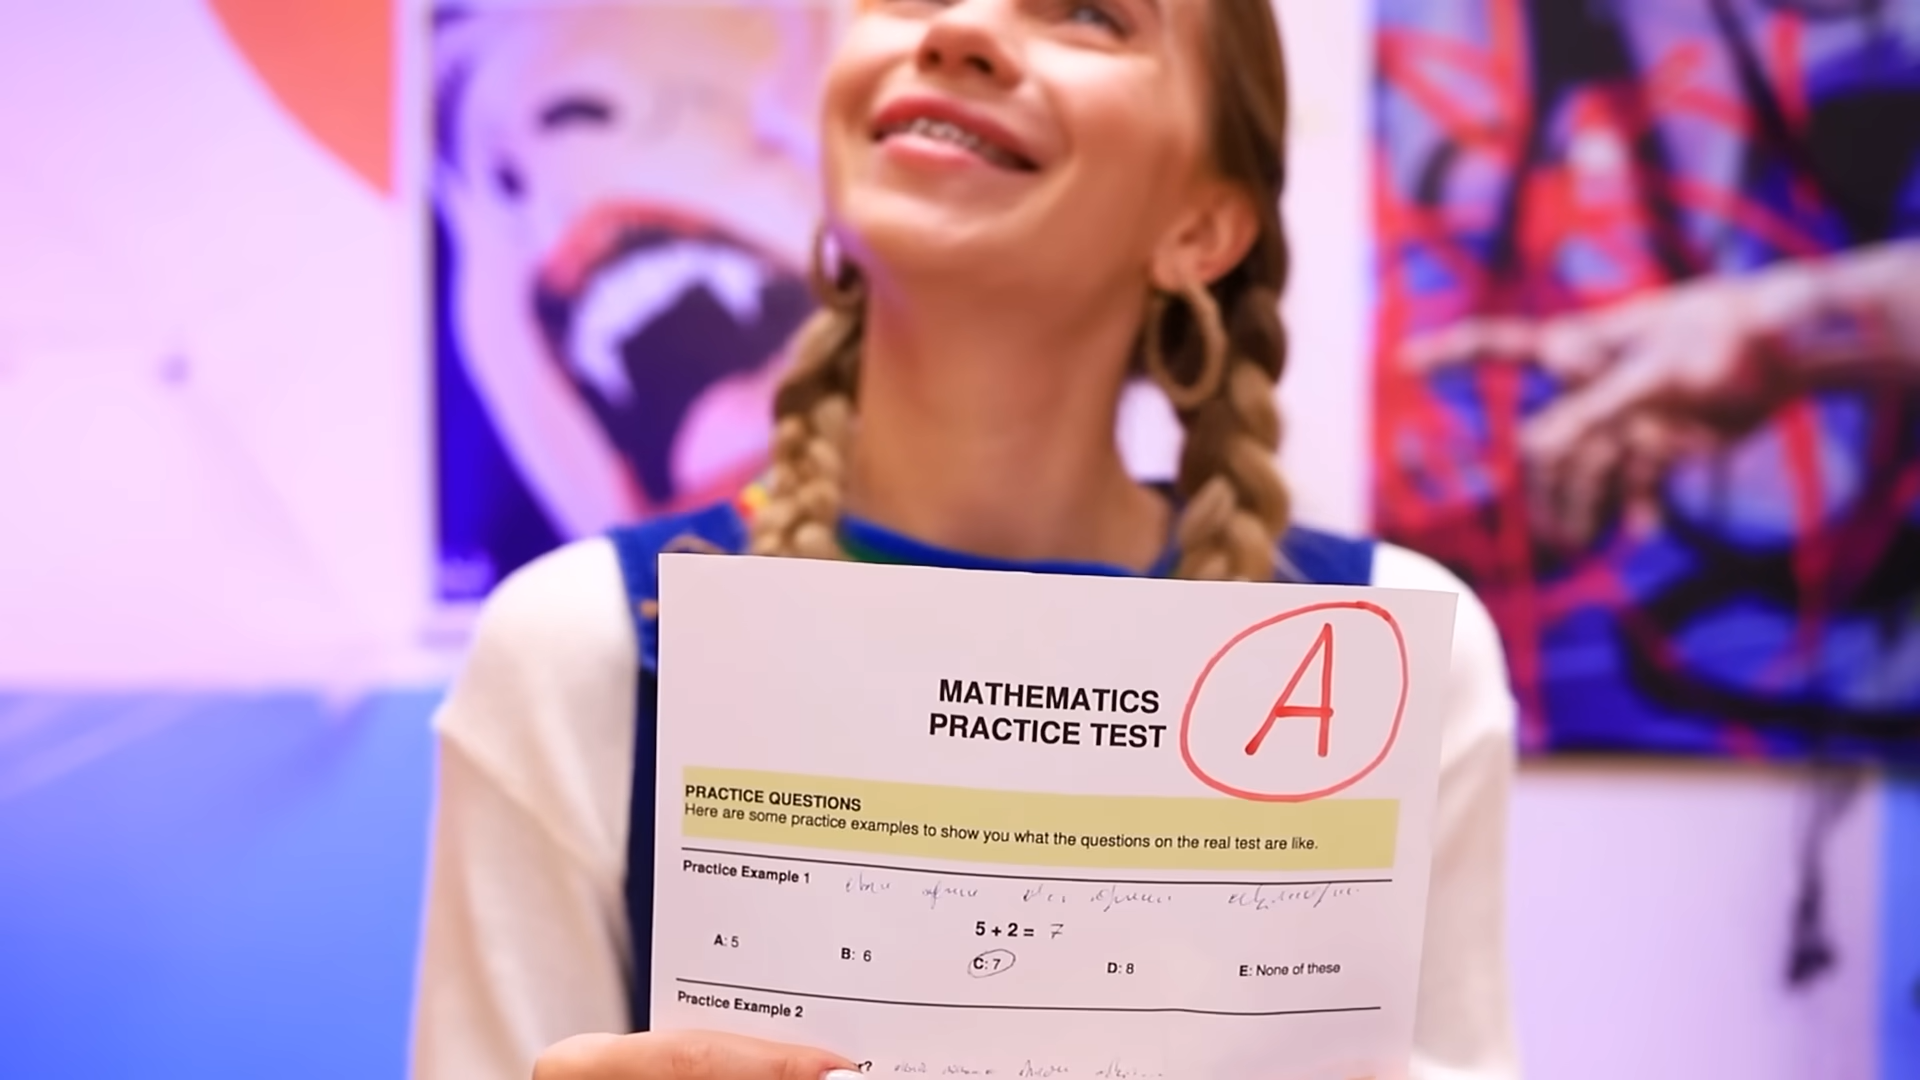 MATHEMATICS
PRACTICE TEST
A
PRACTICE QUESTIONS
Here are some practice examples to show you what the questions on the real test are like.
Practice Example 1
5 + 2 = 7
A: 5 B: 6 C: 7 D: 8 E: None of these
Practice Example 2